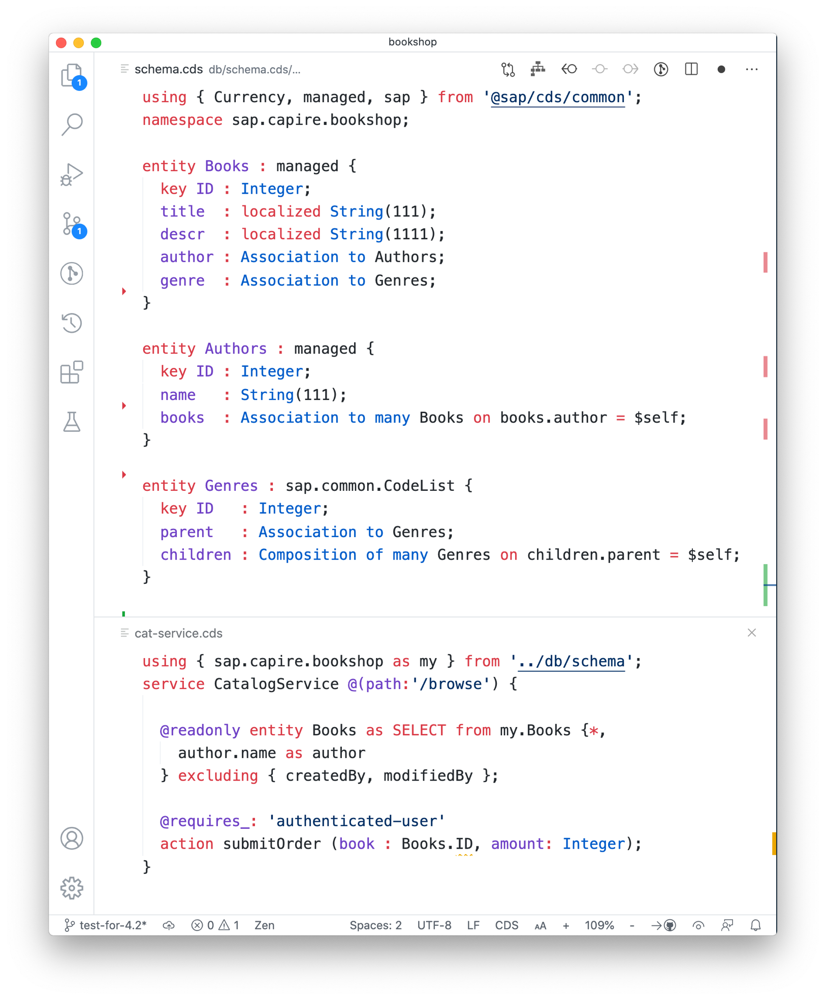 bookshop
schema.cds db/schema.cds/...
1
using { Currency, managed, sap } from '@sap/cds/common';
namespace sap.capire.bookshop;
entity Books : managed {
key ID : Integer;
title : localized String(111);
descr : localized String(1111);
author : Association to Authors;
genre : Association to Genres;
}
1
entity Authors : managed {
key ID : Integer;
name : String(111);
books : Association to many Books on books.author = $self;
}
entity Genres : sap.common.CodeList {
key ID : Integer;
parent : Association to Genres;
children : Composition of many Genres on children.parent = $self;
}
cat-service.cds
using { sap.capire.bookshop as my } from '../db/schema';
service CatalogService @(path:'/browse') {
@readonly entity Books as SELECT from my.Books {*,
author.name as author
} excluding { createdBy, modifiedBy };
@requires_: 'authenticated-user'
action submitOrder (book : Books.ID, amount: Integer);
}
test-for-4.2* 0 1 Zen Spaces: 2 UTF-8 LF CDS AA + 109% -